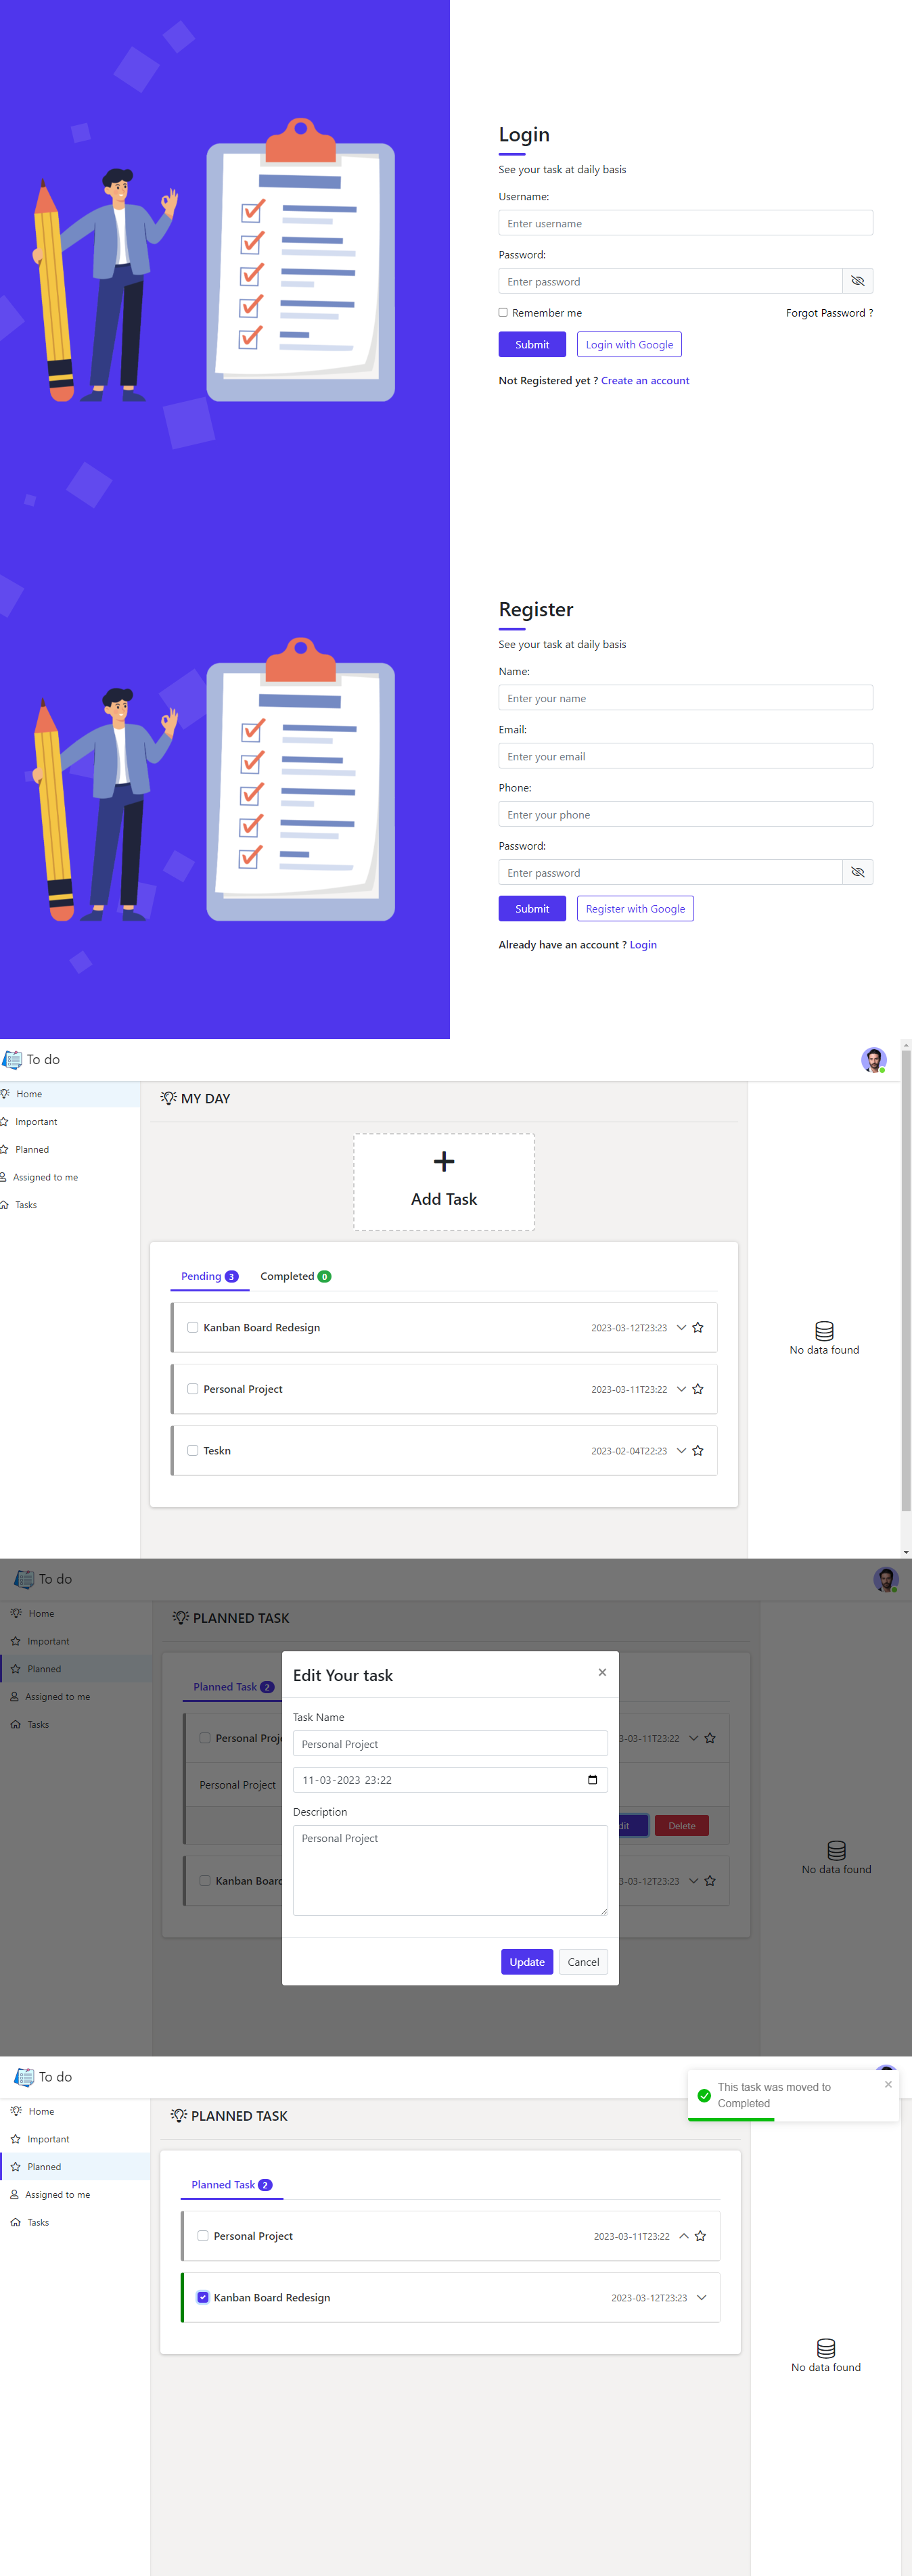 Login
See your task at daily basis
Username:
Enter username
Password:
Enter password
Remember me
Forgot Password ?
Submit
Login with Google
Not Registered yet ? Create an account
Register
See your task at daily basis
Name:
Enter your name
Email:
Enter your email
Phone:
Enter your phone
Password:
Enter password
Submit
Register with Google
Already have an account ? Login
To do
Home
Important
Planned
Assigned to me
Tasks
MY DAY
Add Task
Pending 3
Completed 0
Kanban Board Redesign
2023-03-12T23:23
Personal Project
2023-03-11T23:22
Teskn
2023-02-04T22:23
No data found
To do
Home
Important
Planned
Assigned to me
Tasks
PLANNED TASK
Planned Task 2
Personal Proj
3-03-11T23:22
Personal Project
dit
Delete
Kanban Board
3-03-12T23:23
No data found
Edit Your task
Task Name
Personal Project
11-03-2023 23:22
Description
Personal Project
Update
Cancel
To do
Home
Important
Planned
Assigned to me
Tasks
This task was moved to
Completed
PLANNED TASK
Planned Task 2
Personal Project
2023-03-11T23:22
Kanban Board Redesign
2023-03-12T23:23
No data found